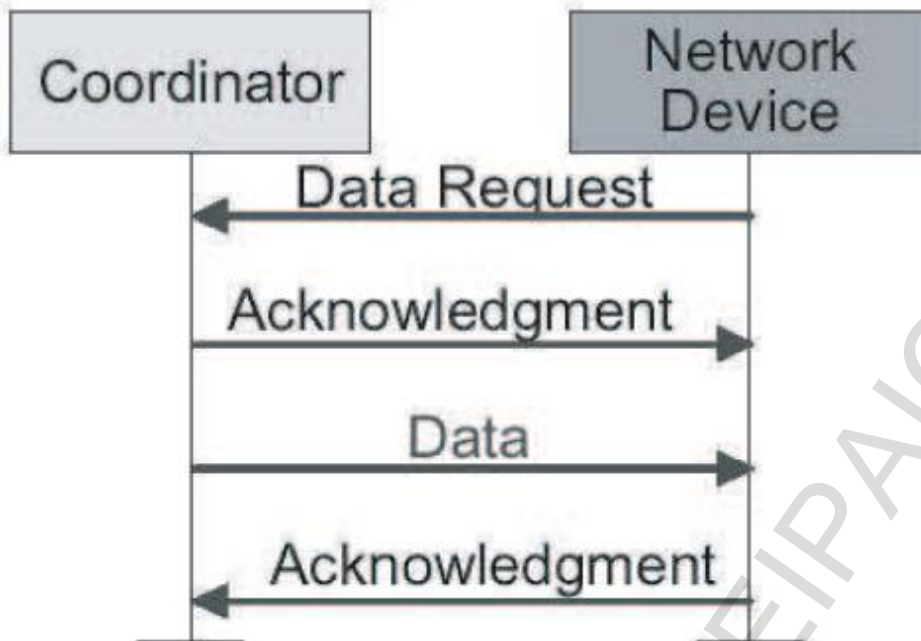 Coordinator
Network
Device
Data Request
Acknowledgment
Data
Acknowledgment